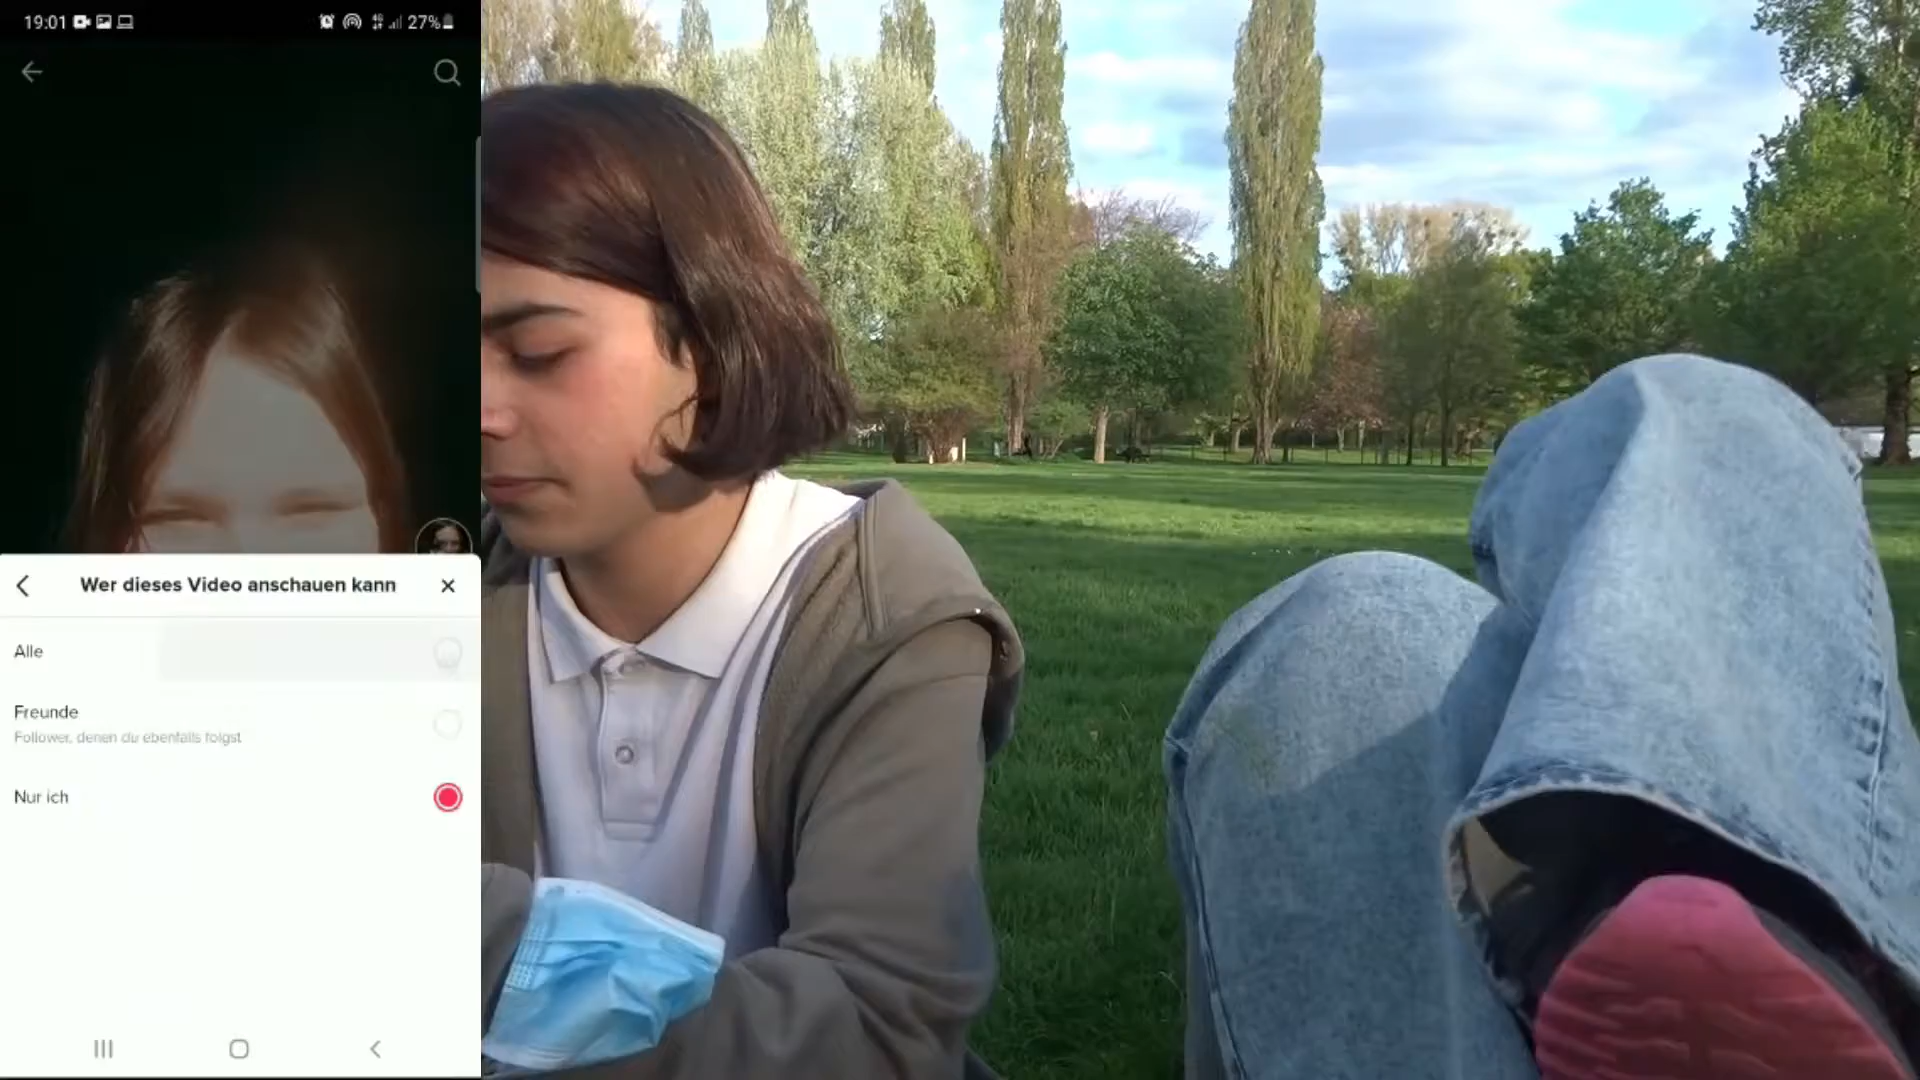 19:01
27%
Wer dieses Video anschauen kann
Alle
Freunde
Follower, denen du ebenfalls folgst
Nur ich